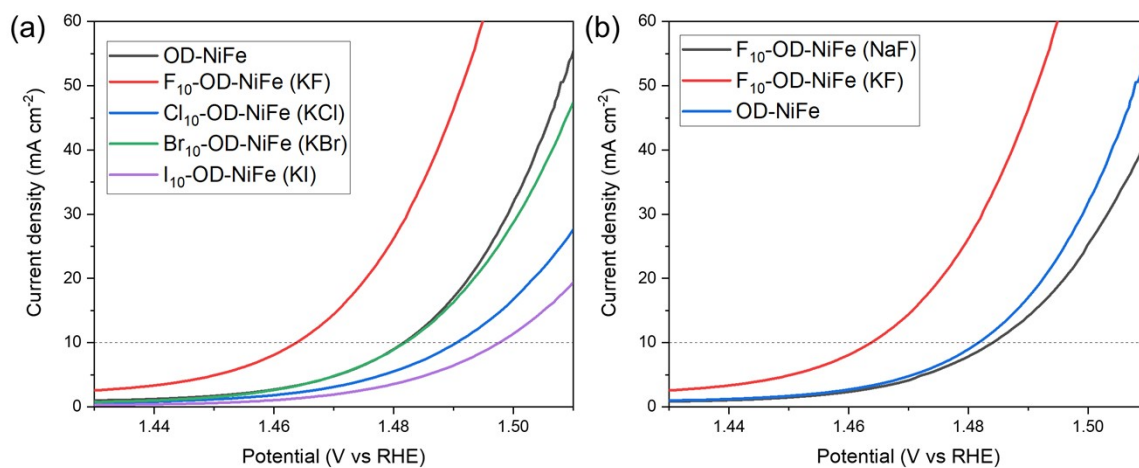 (a)
OD-NiFe
F₁₀-OD-NiFe (KF)
Cl₁₀-OD-NiFe (KCl)
Br₁₀-OD-NiFe (KBr)
I₁₀-OD-NiFe (KI)
Current density (mA cm⁻²)
60
50
40
30
20
10
0
1.44
1.46
1.48
1.50
Potential (V vs RHE)
(b)
F₁₀-OD-NiFe (NaF)
F₁₀-OD-NiFe (KF)
OD-NiFe
Current density (mA cm⁻²)
60
50
40
30
20
10
0
1.44
1.46
1.48
1.50
Potential (V vs RHE)